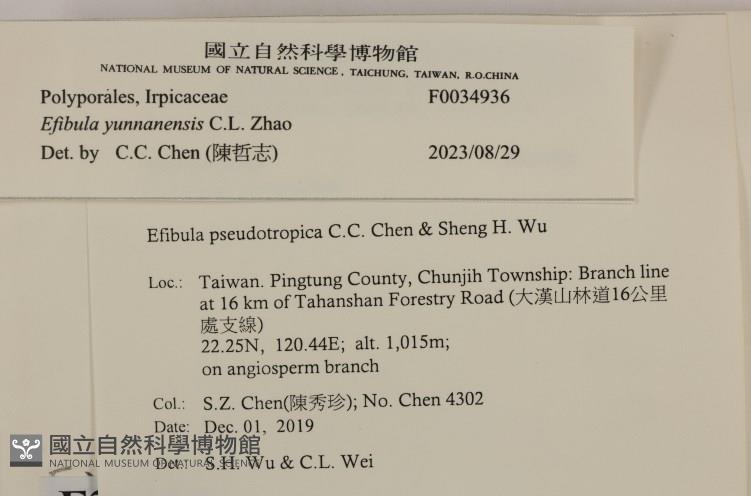 國立自然科學博物館
NATIONAL MUSEUM OF NATURAL SCIENCE, TAICHUNG, TAIWAN, R.O.CHINA
Polyporales, Irpicaceae F0034936
Efibula yunnanensis C.L. Zhao
Det. by C.C. Chen (陳哲志) 2023/08/29
Efibula pseudotropica C.C. Chen & Sheng H. Wu
Loc.: Taiwan. Pingtung County, Chunjih Township: Branch line
at 16 km of Tahanshan Forestry Road (大漢山林道16公里
處支線)
22.25N, 120.44E; alt. 1,015m;
on angiosperm branch
Col.: S.Z. Chen(陳秀珍); No. Chen 4302
Date: Dec. 01, 2019
Det.: S.H. Wu & C.L. Wei
國立自然科學博物館
NATIONAL MUSEUM OF NATURAL SCIENCE